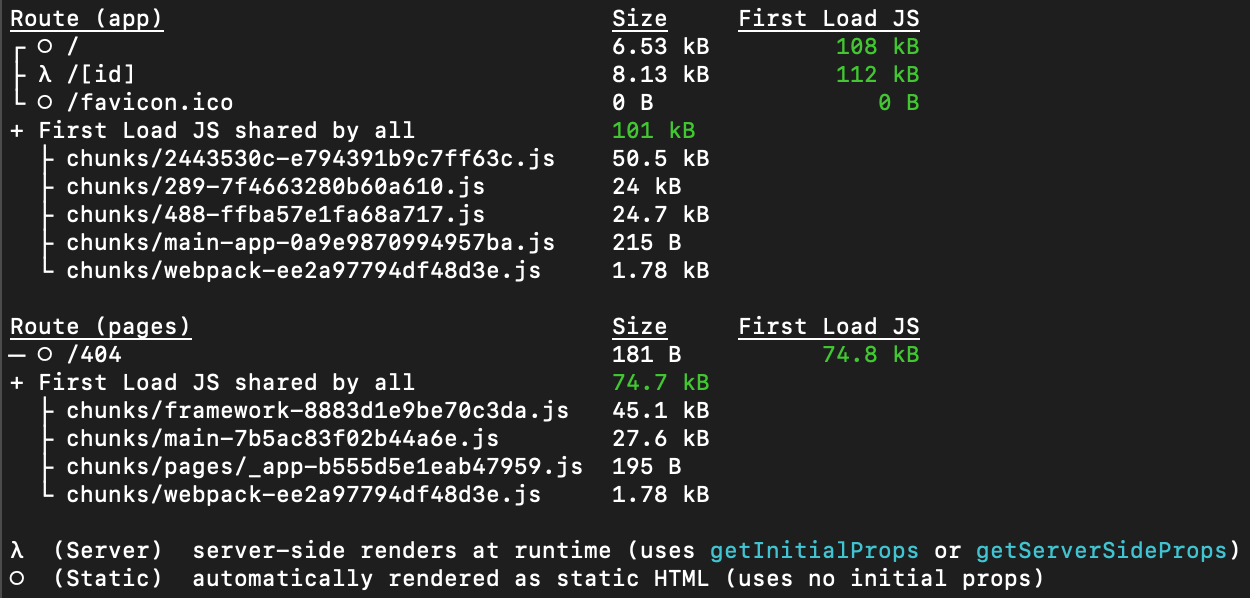 Route (app)                                Size     First Load JS
┌ ○ /                                      6.53 kB         108 kB
├ λ /[id]                                  8.13 kB         112 kB
└ ○ /favicon.ico                           0 B                0 B
+ First Load JS shared by all              101 kB
  ├ chunks/2443530c-e794391b9c7ff63c.js    50.5 kB
  ├ chunks/289-7f4663280b60a610.js         24 kB
  ├ chunks/488-ffba57e1fa68a717.js         24.7 kB
  ├ chunks/main-app-0a9e9870994957ba.js    215 B
  └ chunks/webpack-ee2a97794df48d3e.js     1.78 kB

Route (pages)                              Size     First Load JS
─ ○ /404                                   181 B          74.8 kB
+ First Load JS shared by all              74.7 kB
  ├ chunks/framework-8883d1e9be70c3da.js   45.1 kB
  ├ chunks/main-7b5ac83f02b44a6e.js        27.6 kB
  ├ chunks/pages/_app-b555d5e1eab47959.js  195 B
  └ chunks/webpack-ee2a97794df48d3e.js     1.78 kB

λ  (Server)  server-side renders at runtime (uses getInitialProps or getServerSideProps)
○  (Static)  automatically rendered as static HTML (uses no initial props)